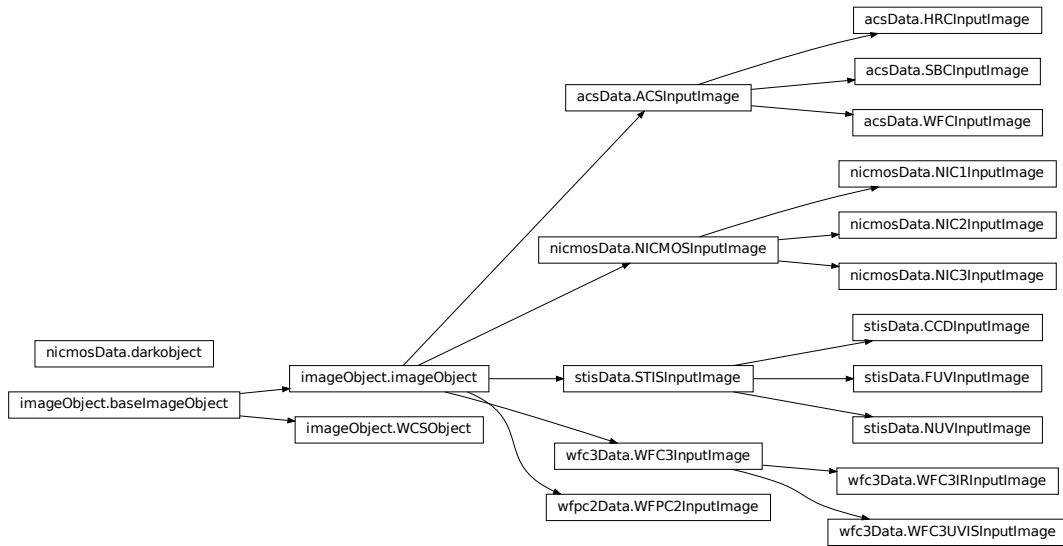 acsData.HRCInputImage
acsData.SBCInputImage
acsData.ACSInputImage
acsData.WFCInputImage
nicmosData.NIC1InputImage
nicmosData.NIC2InputImage
nicmosData.NICMOSInputImage
nicmosData.NIC3InputImage
stisData.CCDInputImage
nicmosData.darkobject
imageObject.imageObject
stisData.STISInputImage
stisData.FUVInputImage
imageObject.baseImageObject
imageObject.WCSObject
stisData.NUVInputImage
wfc3Data.WFC3InputImage
wfc3Data.WFC3IRInputImage
wfpc2Data.WFPC2InputImage
wfc3Data.WFC3UVISInputImage